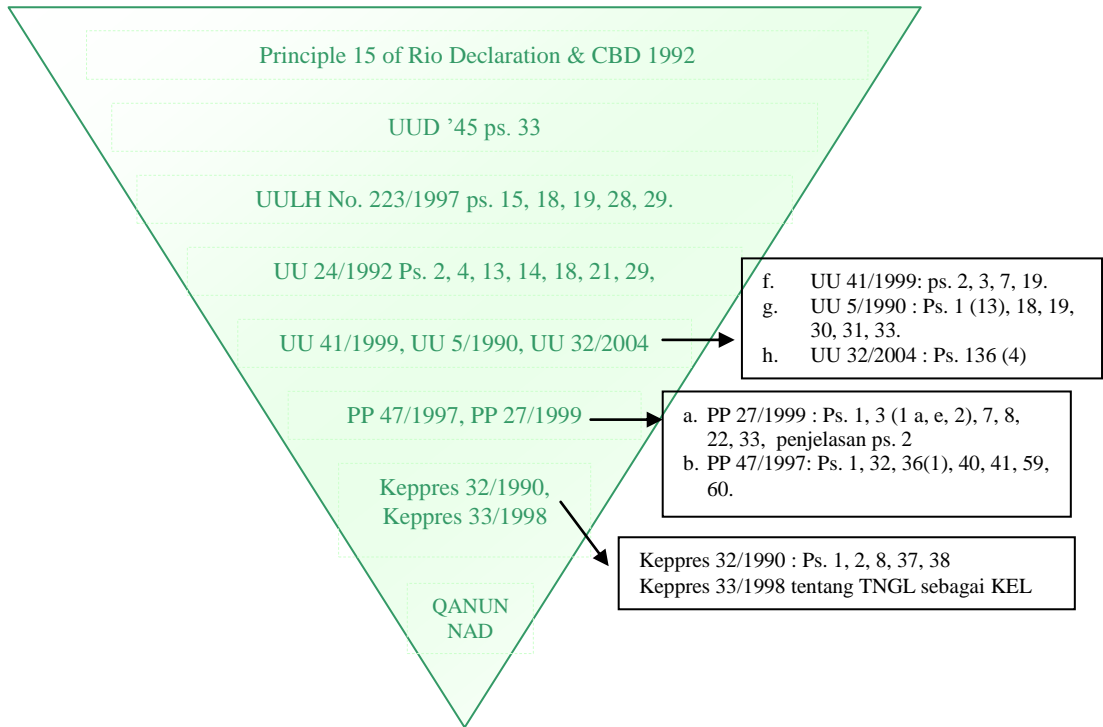 Principle 15 of Rio Declaration & CBD 1992
UUD ’45 ps. 33
UULH No. 223/1997 ps. 15, 18, 19, 28, 29.
UU 24/1992 Ps. 2, 4, 13, 14, 18, 21, 29,
UU 41/1999, UU 5/1990, UU 32/2004
f. UU 41/1999: ps. 2, 3, 7, 19.
g. UU 5/1990 : Ps. 1 (13), 18, 19,
30, 31, 33.
h. UU 32/2004 : Ps. 136 (4)
PP 47/1997, PP 27/1999
a. PP 27/1999 : Ps. 1, 3 (1 a, e, 2), 7, 8,
22, 33, penjelasan ps. 2
b. PP 47/1997: Ps. 1, 32, 36(1), 40, 41, 59,
60.
Keppres 32/1990,
Keppres 33/1998
Keppres 32/1990 : Ps. 1, 2, 8, 37, 38
Keppres 33/1998 tentang TNGL sebagai KEL
QANUN
NAD